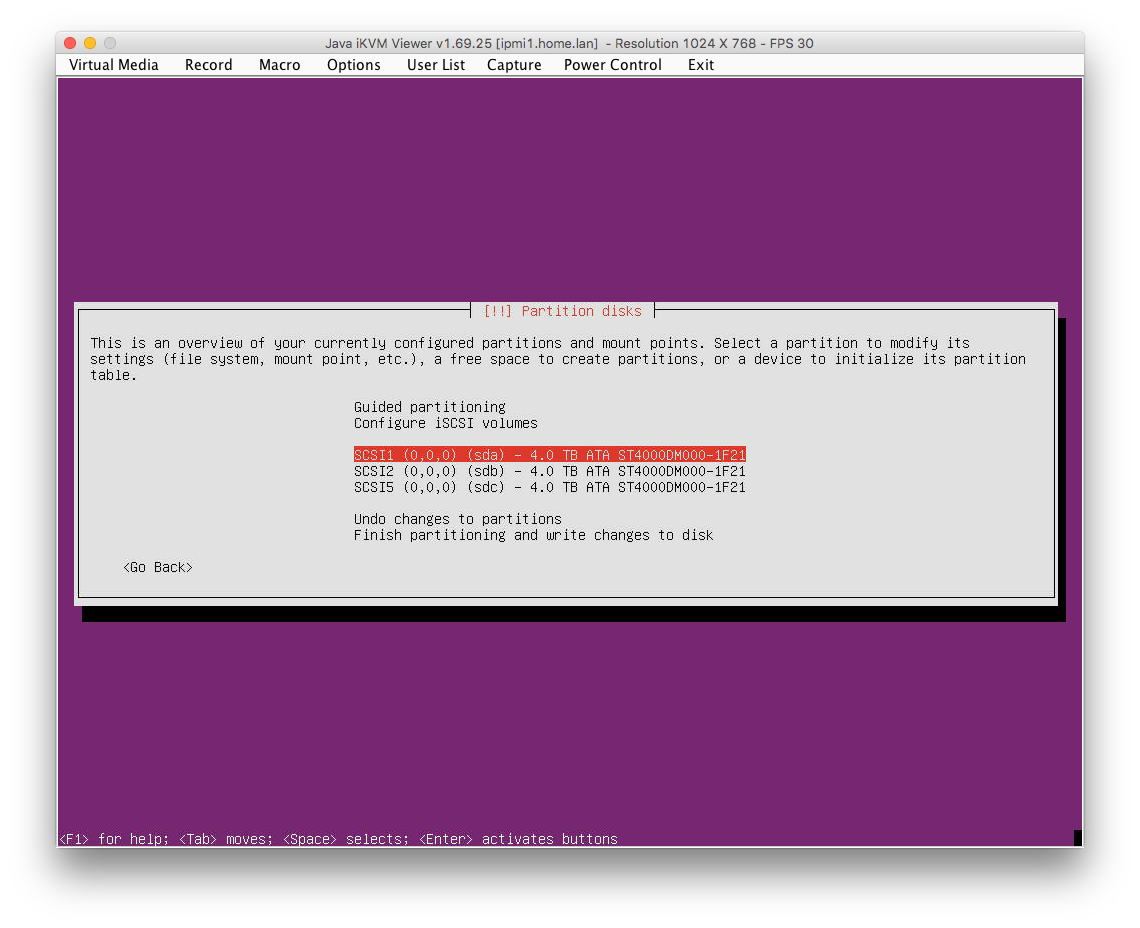 Java iKVM Viewer v1.69.25 [ipmi1.home.lan]  - Resolution 1024 X 768 - FPS 30
Virtual Media Record Macro Options User List Capture Power Control Exit
[!!] Partition disks
This is an overview of your currently configured partitions and mount points. Select a partition to modify its
settings (file system, mount point, etc.), a free space to create partitions, or a device to initialize its partition
table.
Guided partitioning
Configure iSCSI volumes
SCSI1 (0,0,0) (sda) - 4.0 TB ATA ST4000DM000-1F21
SCSI2 (0,0,0) (sdb) - 4.0 TB ATA ST4000DM000-1F21
SCSI5 (0,0,0) (sdc) - 4.0 TB ATA ST4000DM000-1F21
Undo changes to partitions
Finish partitioning and write changes to disk
<Go Back>
<F1> for help; <Tab> moves; <Space> selects; <Enter> activates buttons